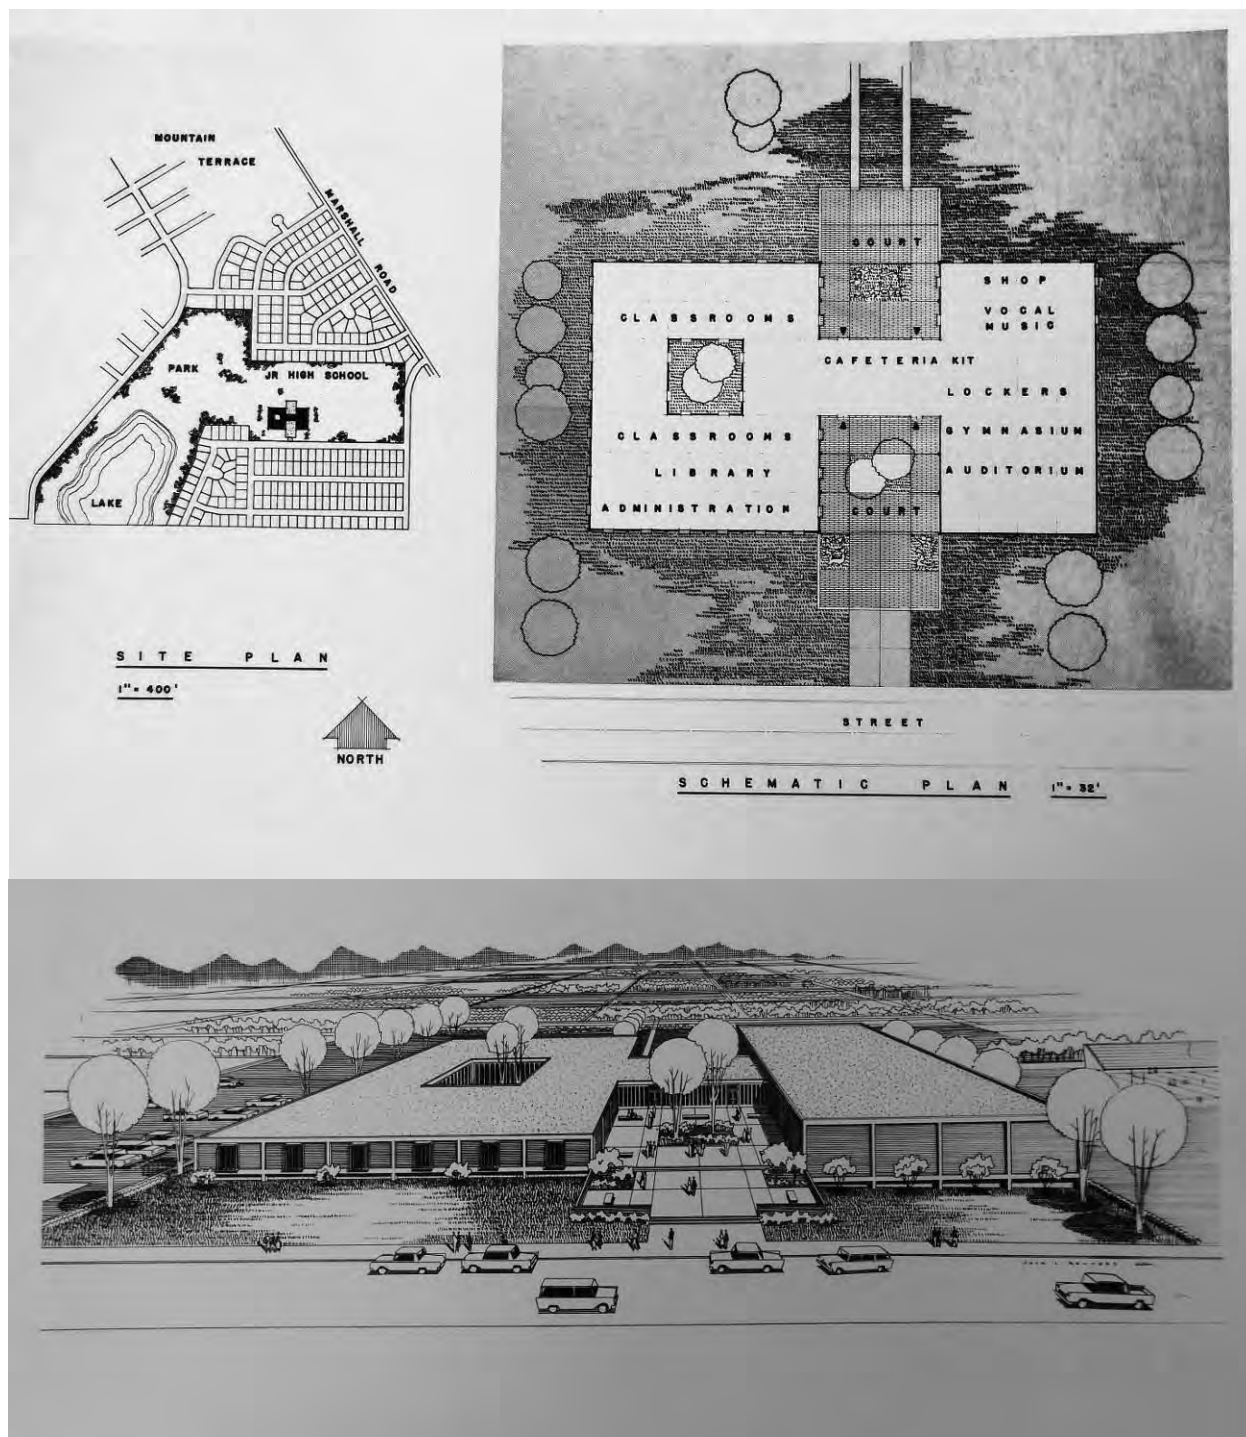 MOUNTAIN
TERRACE
MARSHALL ROAD
PARK
JR HIGH SCHOOL
LAKE
SITE PLAN
1" = 400'
NORTH
COURT
SHOP
VOCAL
MUSIC
CLASSROOMS
CAFETERIA KIT
LOCKERS
CLASSROOMS
GYMNASIUM
LIBRARY
AUDITORIUM
ADMINISTRATION
COURT
STREET
SCHEMATIC PLAN
1" = 32'